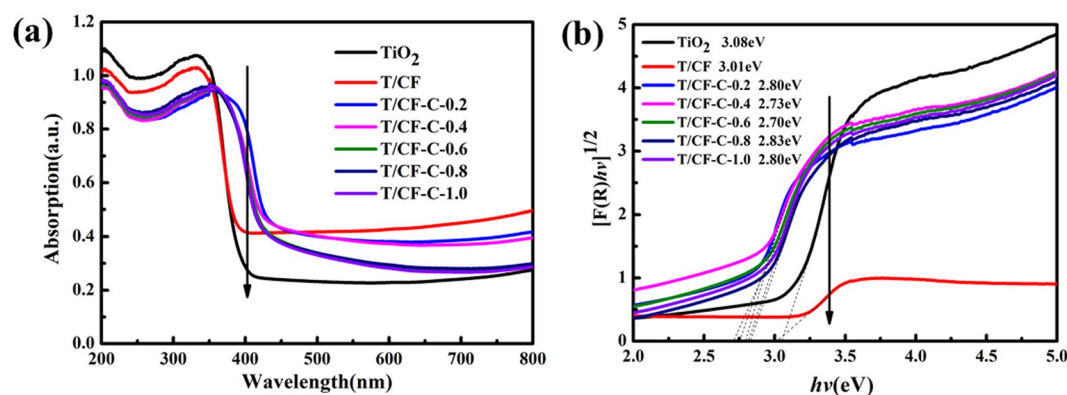 (a)
Absorption(a.u.)
1.2
1.0
0.8
0.6
0.4
0.2
0.0
TiO2
T/CF
T/CF-C-0.2
T/CF-C-0.4
T/CF-C-0.6
T/CF-C-0.8
T/CF-C-1.0
200 300 400 500 600 700 800
Wavelength(nm)
(b)
[F(R)hν]1/2
5
4
3
2
1
0
TiO2 3.08eV
T/CF 3.01eV
T/CF-C-0.2 2.80eV
T/CF-C-0.4 2.73eV
T/CF-C-0.6 2.70eV
T/CF-C-0.8 2.83eV
T/CF-C-1.0 2.80eV
2.0 2.5 3.0 3.5 4.0 4.5 5.0
hν(eV)